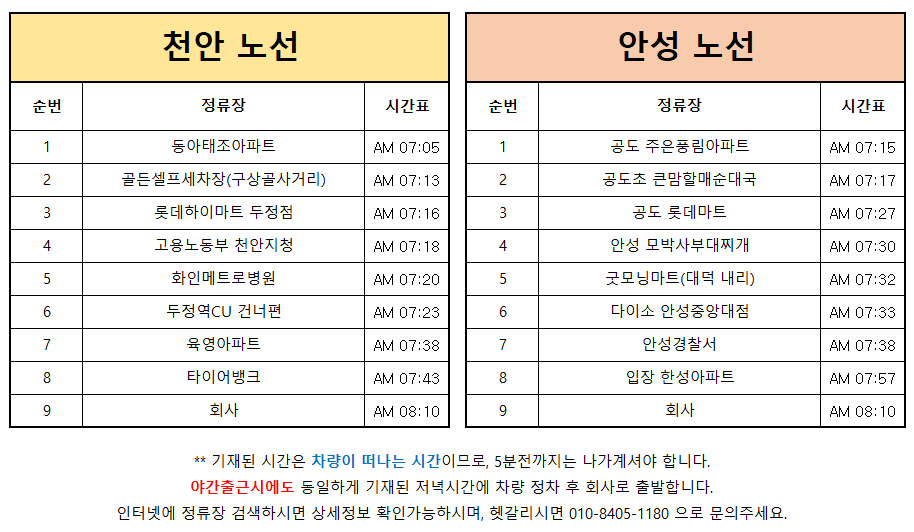 천안 노선
순번 정류장 시간표
1 동아태조아파트 AM 07:05
2 골든셀프세차장(구상골사거리) AM 07:13
3 롯데하이마트 두정점 AM 07:16
4 고용노동부 천안지청 AM 07:18
5 화인메트로병원 AM 07:20
6 두정역CU 건너편 AM 07:23
7 육영아파트 AM 07:38
8 타이어뱅크 AM 07:43
9 회사 AM 08:10
안성 노선
순번 정류장 시간표
1 공도 주은풍림아파트 AM 07:15
2 공도초 큰맘할매순대국 AM 07:17
3 공도 롯데마트 AM 07:27
4 안성 모박사부대찌개 AM 07:30
5 굿모닝마트(대덕 내리) AM 07:32
6 다이소 안성중앙대점 AM 07:33
7 안성경찰서 AM 07:38
8 입장 한성아파트 AM 07:57
9 회사 AM 08:10
** 기재된 시간은 차량이 떠나는 시간이므로, 5분전까지는 나가계셔야 합니다.
야간출근시에도 동일하게 기재된 저녁시간에 차량 정차 후 회사로 출발합니다.
인터넷에 정류장 검색하시면 상세정보 확인가능하시며, 헷갈리시면 010-8405-1180 으로 문의주세요.